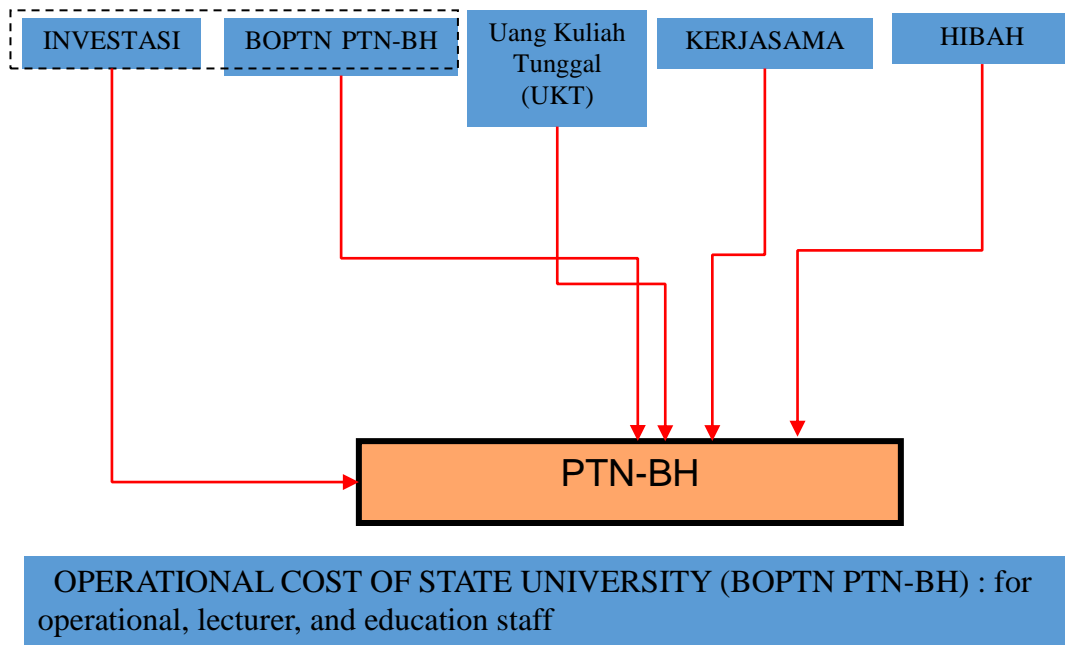 INVESTASI
BOPTN PTN-BH
Uang Kuliah
Tunggal
(UKT)
KERJASAMA
HIBAH
PTN-BH
OPERATIONAL COST OF STATE UNIVERSITY (BOPTN PTN-BH) : for
operational, lecturer, and education staff